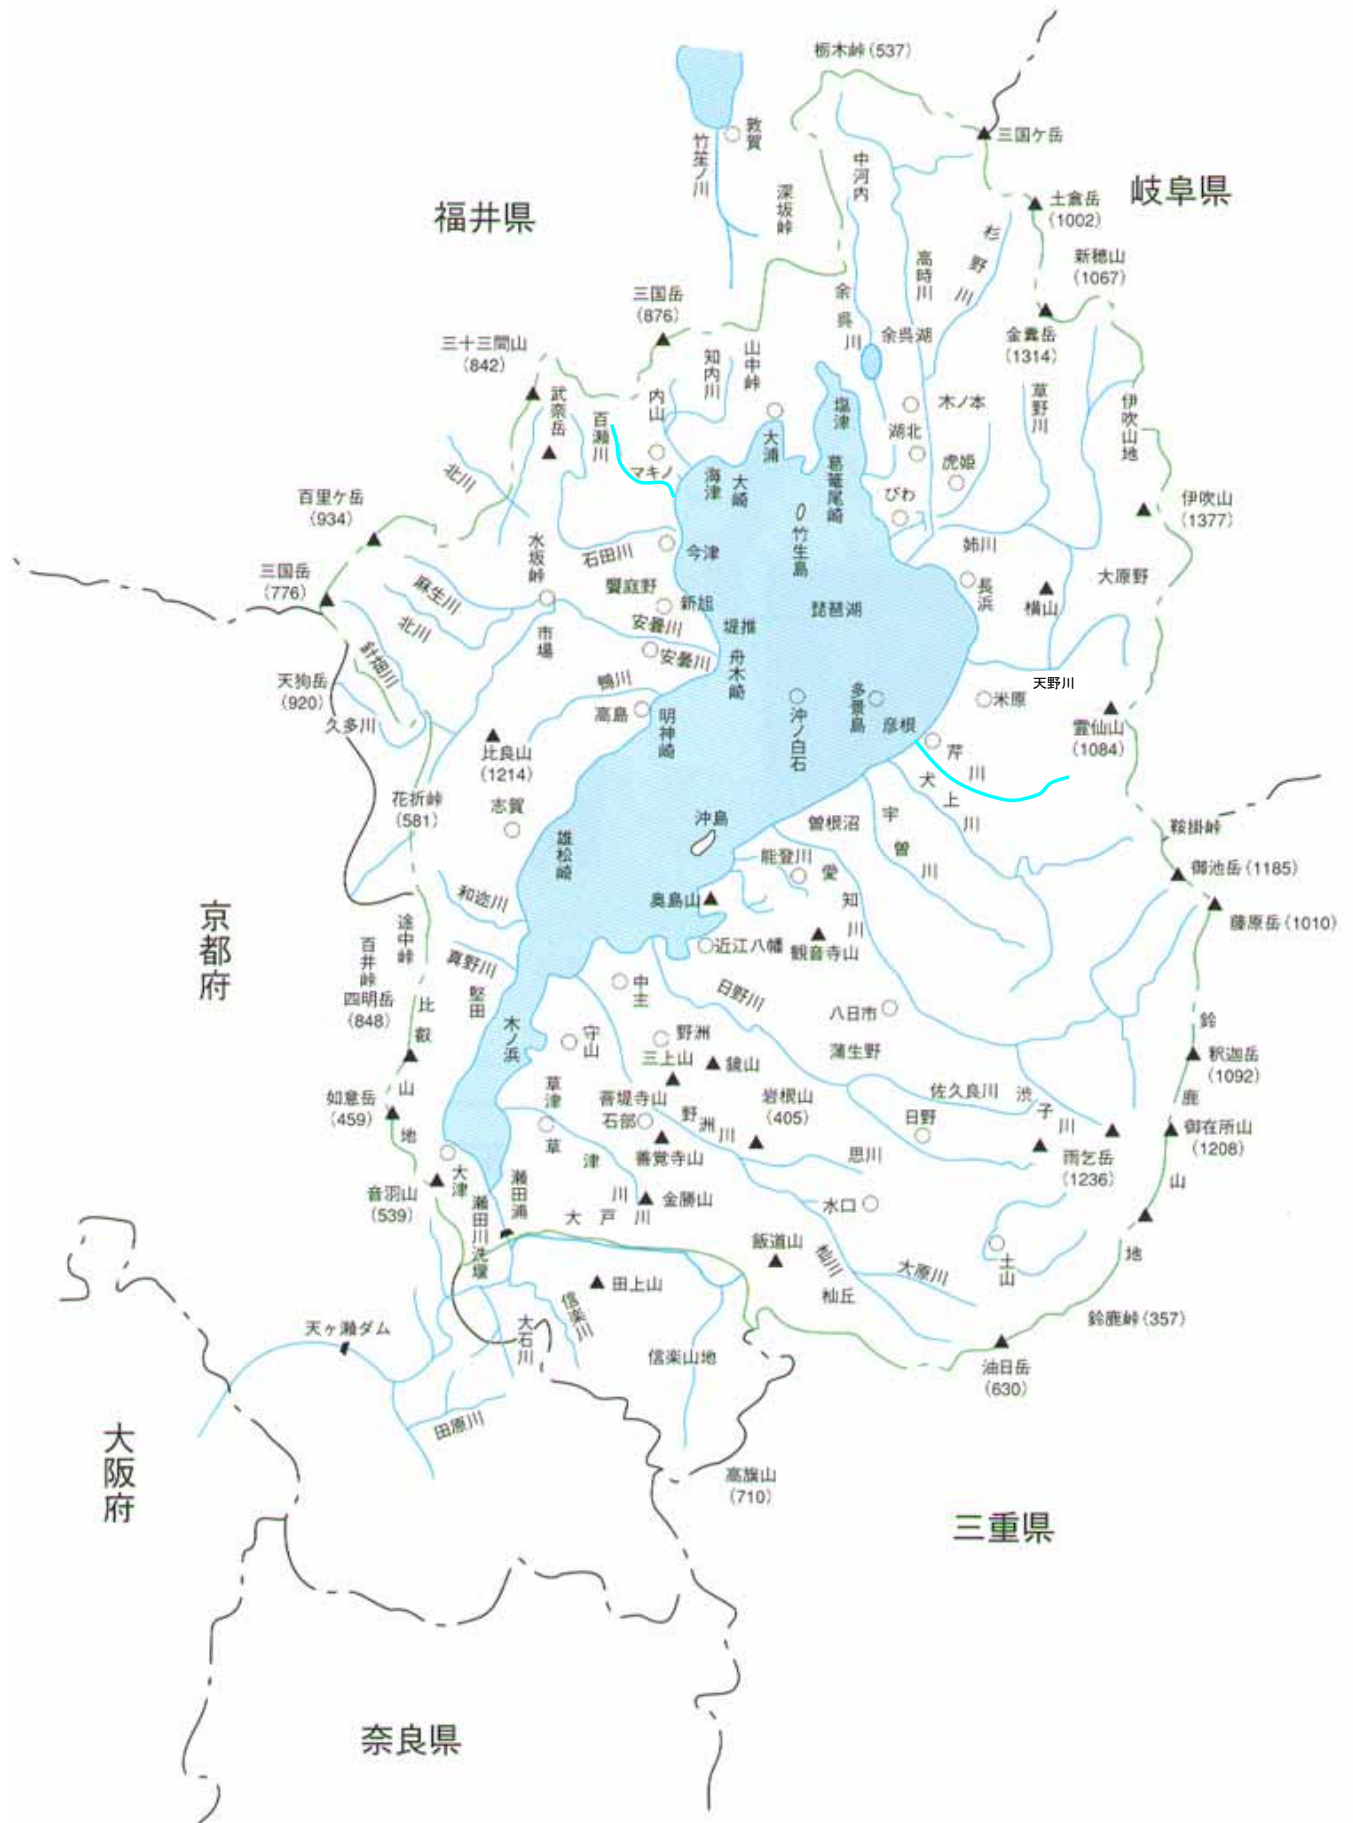 栃木峠(537)
敦賀
竹笙ノ川
三国ケ岳
中河内
深坂峠
岐阜県
土倉岳
(1002)
福井県
杉野川
高時川
新穂山
(1067)
三国岳
(876)
余呉川
余呉湖
金糞岳
(1314)
三十三間山
(842)
知内川
山中峠
武奈岳
百瀬川
内山
塩津
木ノ本
草野川
伊吹山地
大浦
湖北
虎姫
マキノ
海津
大崎
葛籠尾崎
びわ
北川
百里ケ岳
(934)
伊吹山
(1377)
竹生島
水坂峠
石田川
今津
姉川
大原野
三国岳
(776)
麻生川
饗庭野
新旭
琵琶湖
長浜
横山
北川
市場
安曇川
堤推
安曇川
舟木崎
針畑川
天狗岳
(920)
鴨川
天野川
久多川
高島
明神崎
沖ノ白石
多景島
米原
彦根
霊仙山
(1084)
比良山
(1214)
芹川
犬上川
花折峠
(581)
志賀
沖島
曽根沼
宇曽川
鞍掛峠
雄松崎
能登川
愛知川
御池岳(1185)
和迩川
奥島山
藤原岳(1010)
京都府
途中峠
百井峠
近江八幡
観音寺山
真野川
堅田
中主
日野川
四明岳
(848)
比叡山地
木ノ浜
八日市
守山
野洲
蒲生野
鈴鹿山地
三上山
鏡山
釈迦岳
(1092)
如意岳
(459)
草津
菩堤寺山
石部
野洲川
岩根山
(405)
佐久良川
渋子川
日野
御在所山
(1208)
草津川
善覚寺山
思川
雨乞岳
(1236)
大津
音羽山
(539)
瀬田浦
瀬田川洗堰
金勝山
水口
大戸川
飯道山
杣川
土山
大原川
田上山
杣丘
信楽川
天ヶ瀬ダム
大石川
鈴鹿峠(357)
信楽山地
油日岳
(630)
田原川
大阪府
高旗山
(710)
三重県
奈良県